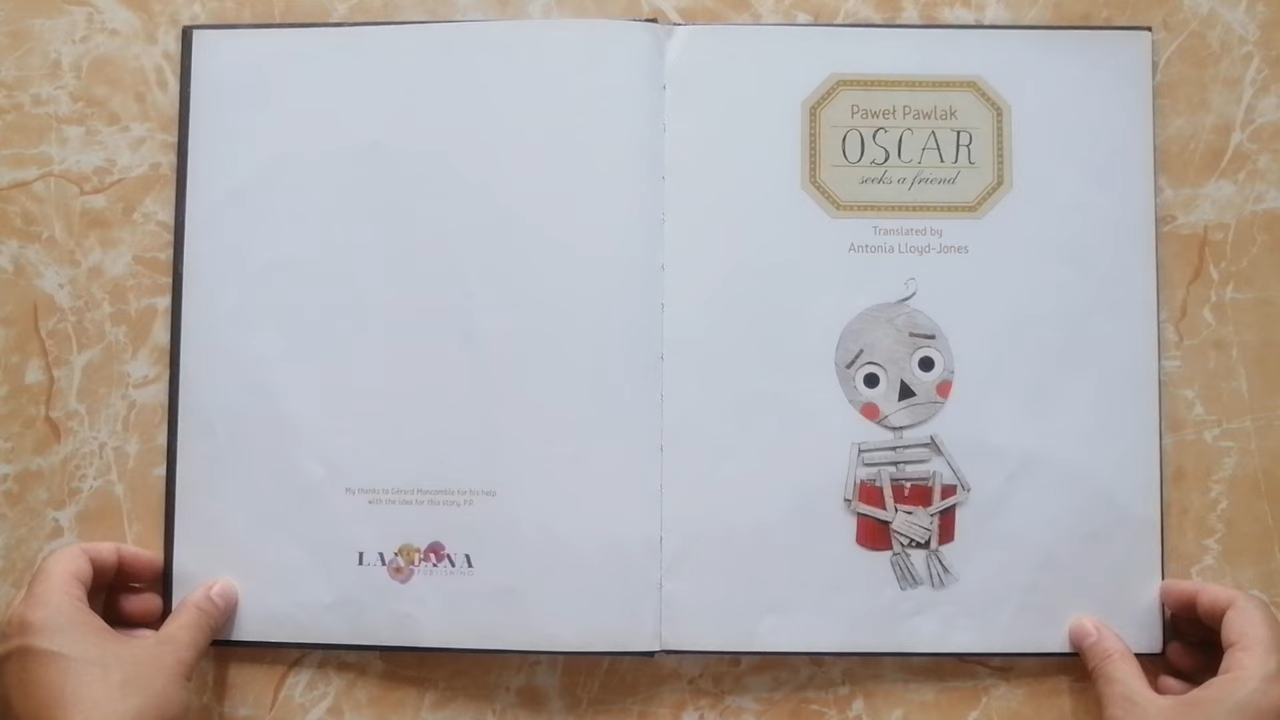 My thanks to Gérard Moncomble for his help
with the idea for this story. P.P.
LANTANA
PUBLISHING
Paweł Pawlak
OSCAR
seeks a friend
Translated by
Antonia Lloyd-Jones